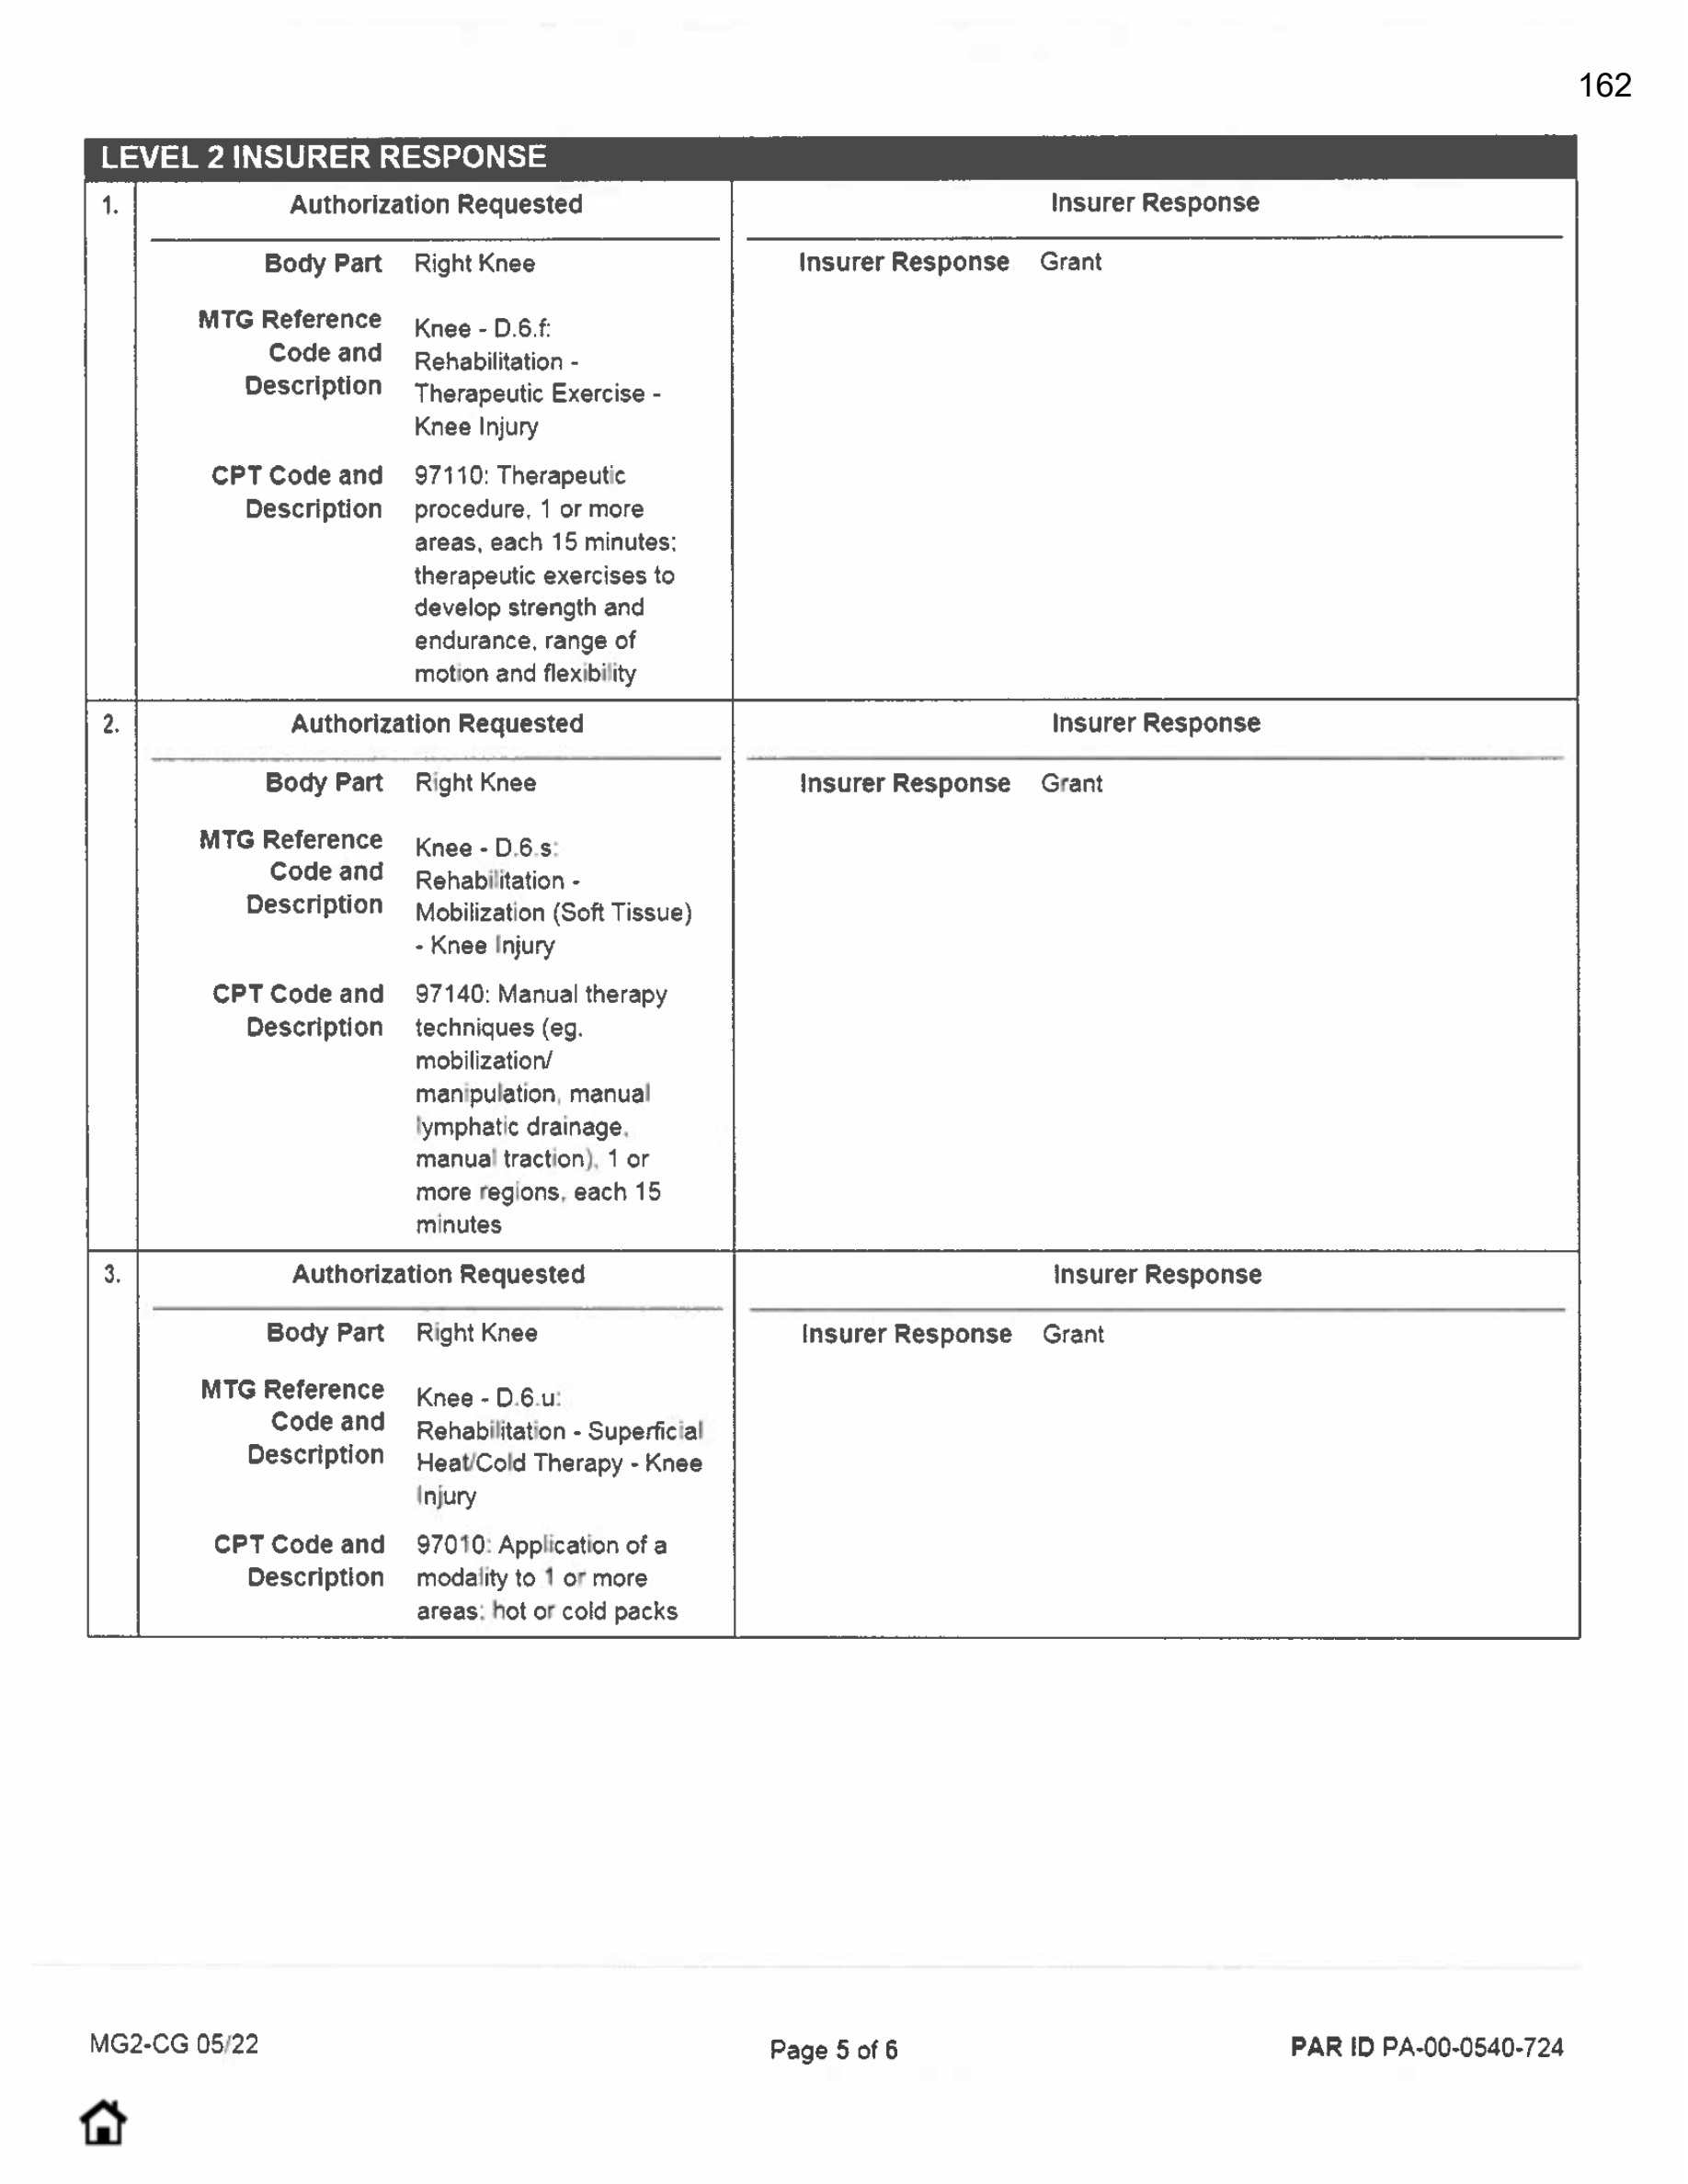 162
LEVEL 2 INSURER RESPONSE
1.
Authorization Requested
Insurer Response
Body Part Right Knee
Insurer Response Grant
MTG Reference
Code and
Description
Knee - D.6.f:
Rehabilitation -
Therapeutic Exercise -
Knee Injury
CPT Code and
Description
97110: Therapeutic
procedure, 1 or more
areas, each 15 minutes;
therapeutic exercises to
develop strength and
endurance, range of
motion and flexibility
2.
Authorization Requested
Insurer Response
Body Part Right Knee
Insurer Response Grant
MTG Reference
Code and
Description
Knee - D.6.s:
Rehabilitation -
Mobilization (Soft Tissue)
- Knee Injury
CPT Code and
Description
97140: Manual therapy
techniques (eg,
mobilization/
manipulation, manual
lymphatic drainage,
manual traction), 1 or
more regions, each 15
minutes
3.
Authorization Requested
Insurer Response
Body Part Right Knee
Insurer Response Grant
MTG Reference
Code and
Description
Knee - D.6.u:
Rehabilitation - Superficial
Heat/Cold Therapy - Knee
Injury
CPT Code and
Description
97010: Application of a
modality to 1 or more
areas; hot or cold packs
MG2-CG 05/22
Page 5 of 6
PAR ID PA-00-0540-724